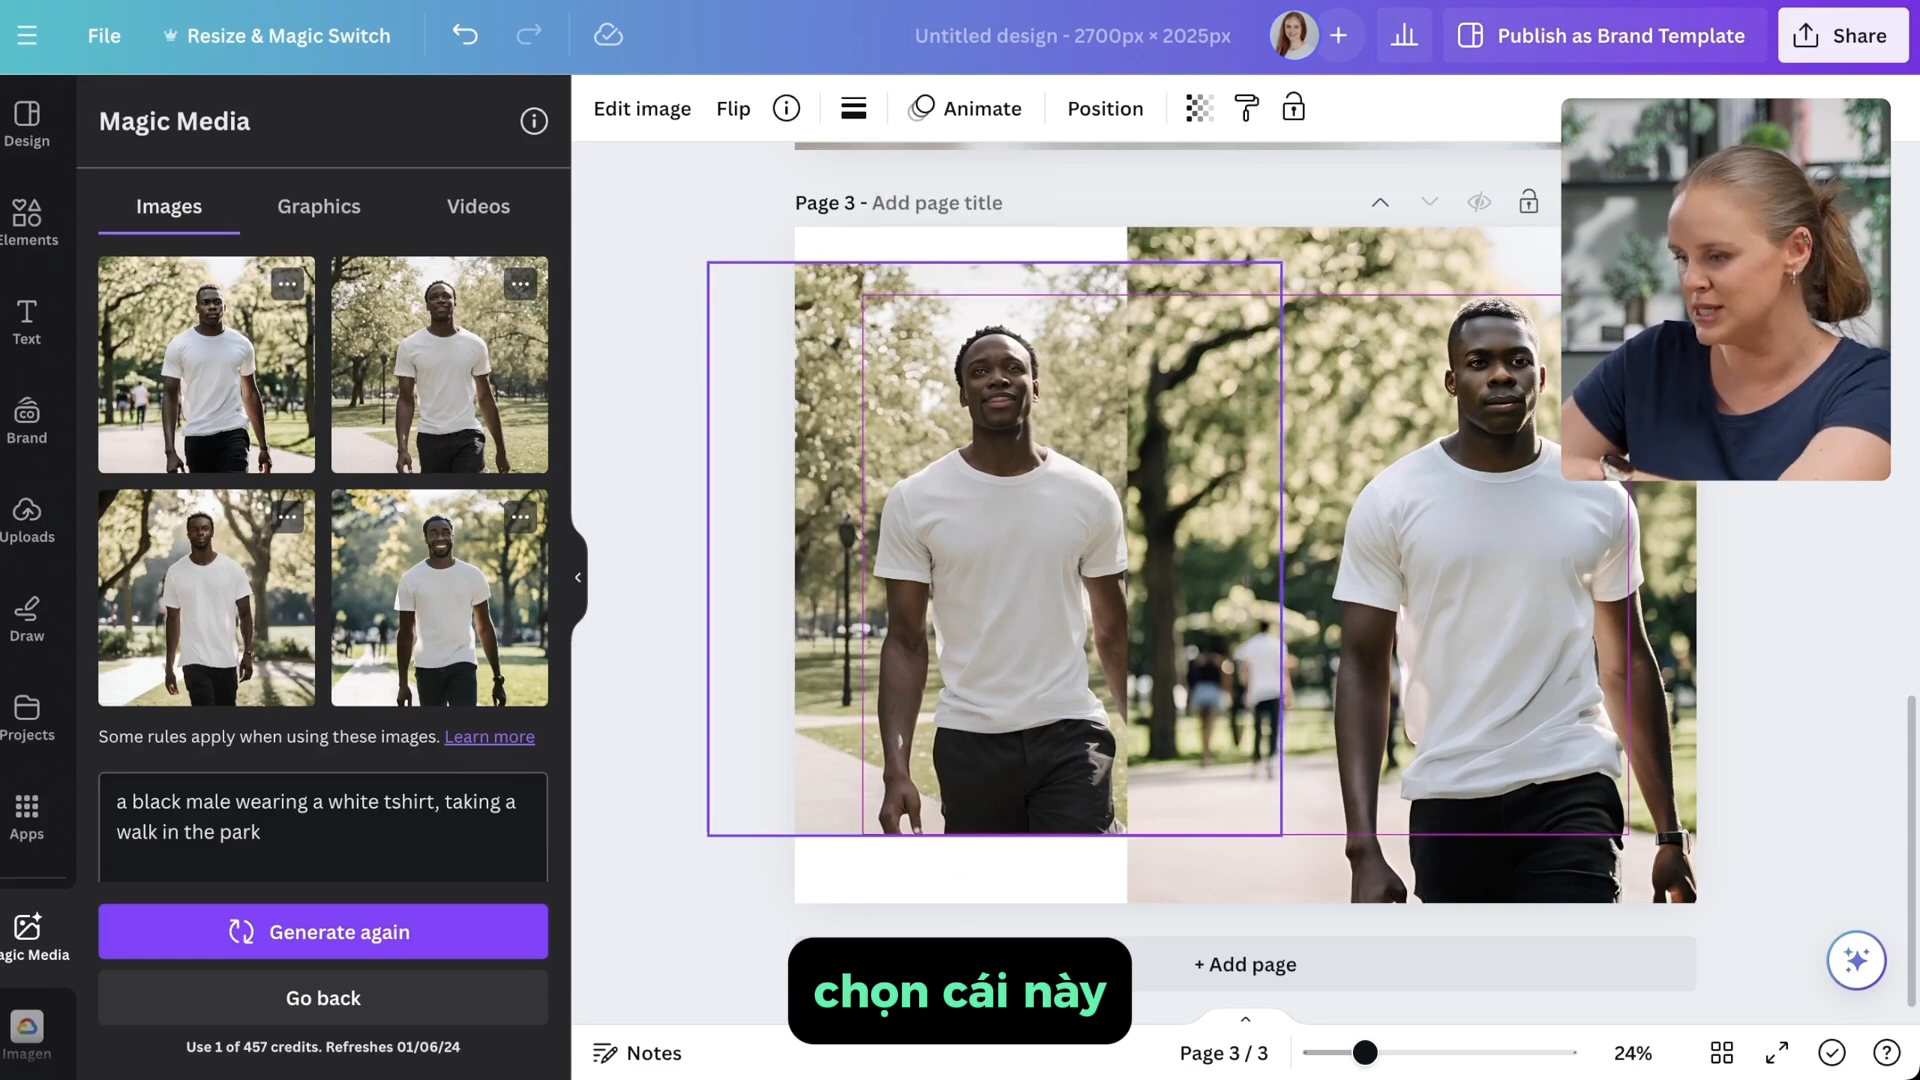 File
Resize & Magic Switch
Untitled design - 2700px × 2025px
Publish as Brand Template
Share
Design
Elements
Text
Brand
Uploads
Draw
Projects
Apps
agic Media
Imagen
Magic Media
Images
Graphics
Videos
Some rules apply when using these images. Learn more
a black male wearing a white tshirt, taking a
walk in the park
Generate again
Go back
Use 1 of 457 credits. Refreshes 01/06/24
Edit image
Flip
Animate
Position
Page 3 - Add page title
+ Add page
chọn cái này
Notes
Page 3 / 3
24%